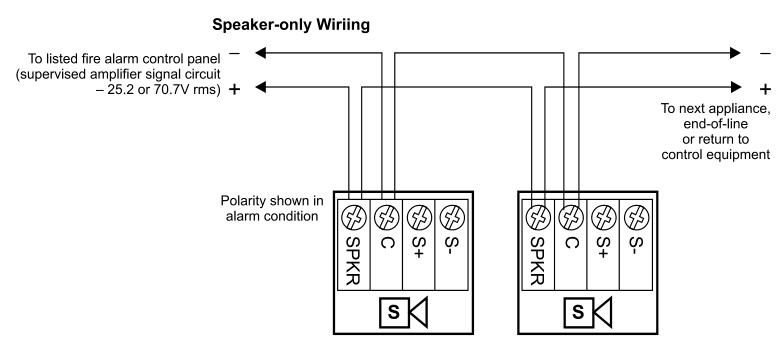 Speaker-only Wiriing
To listed fire alarm control panel
(supervised amplifier signal circuit
– 25.2 or 70.7V rms)
–
+
–
+
To next appliance,
end-of-line
or return to
control equipment
Polarity shown in
alarm condition
SPKR
C
S+
S-
S
SPKR
C
S+
S-
S